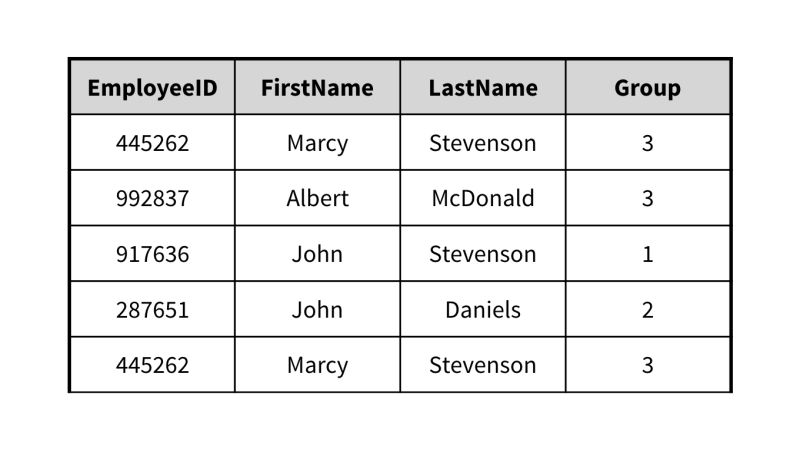 EmployeeID FirstName LastName Group
445262 Marcy Stevenson 3
992837 Albert McDonald 3
917636 John Stevenson 1
287651 John Daniels 2
445262 Marcy Stevenson 3